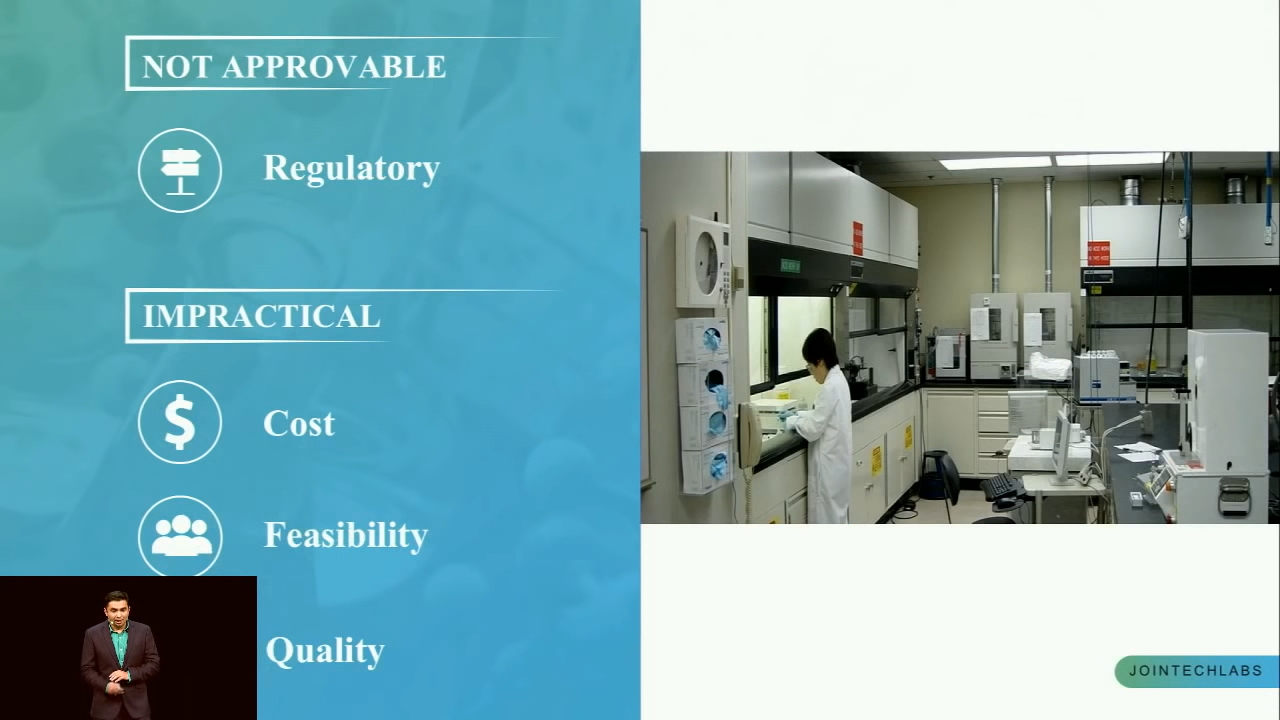 NOT APPROVABLE
Regulatory
IMPRACTICAL
$ Cost
Feasibility
Quality
JOINTECHLABS